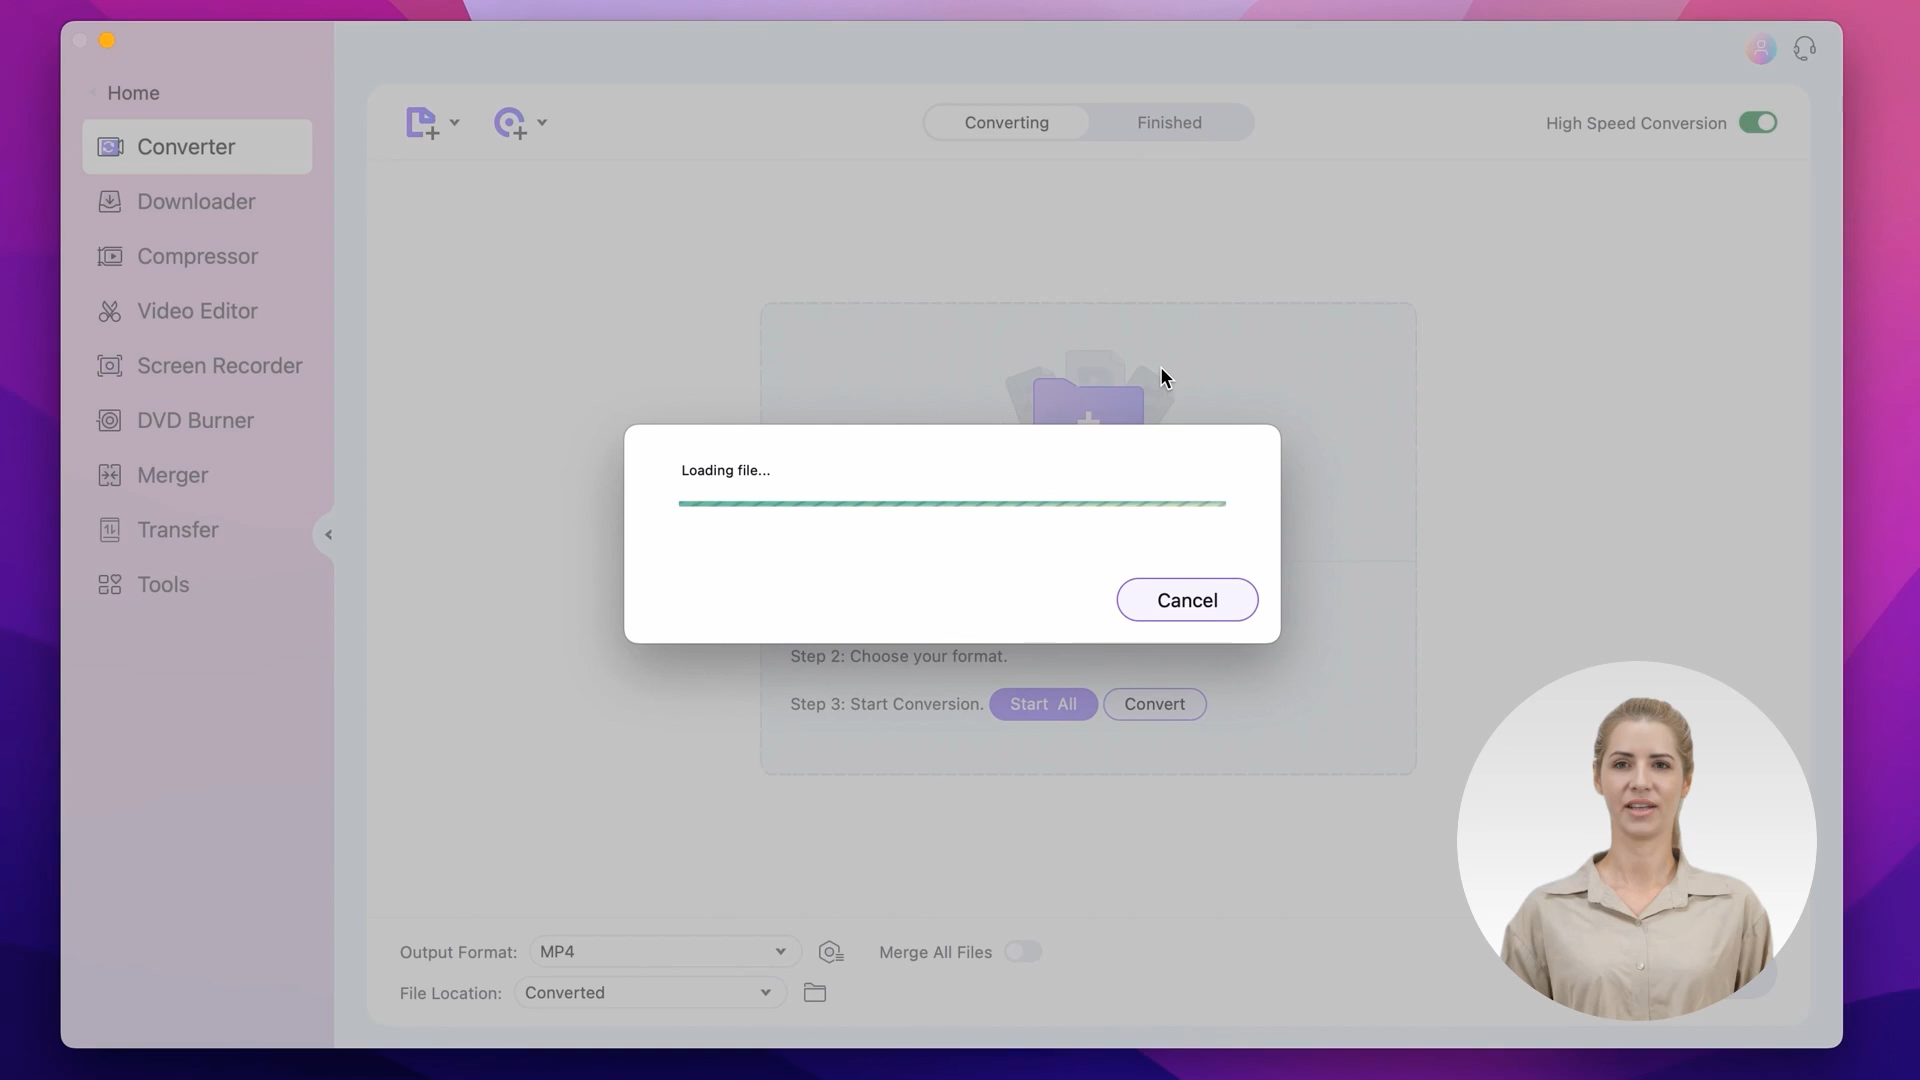 Home
Converter
Downloader
Compressor
Video Editor
Screen Recorder
DVD Burner
Merger
Transfer
Tools
Converting
Finished
High Speed Conversion
Loading file...
Cancel
Step 2: Choose your format.
Step 3: Start Conversion. Start All Convert
Output Format: MP4
Merge All Files
File Location: Converted